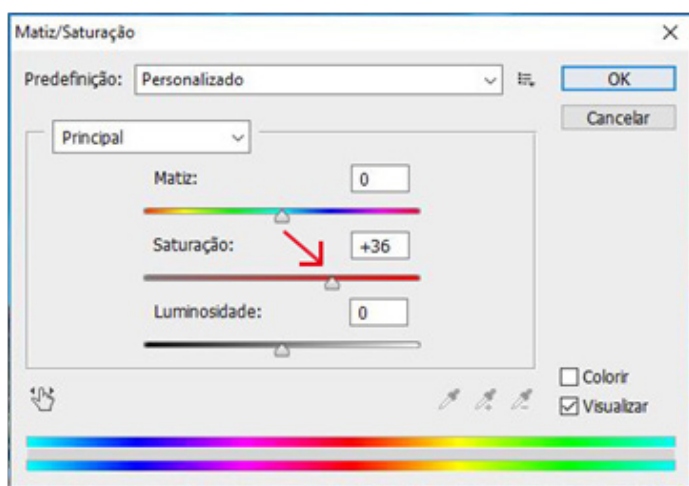 Matiz/Saturação
Predefinição: Personalizado
OK
Cancelar
Principal
Matiz: 0
Saturação: +36
Luminosidade: 0
Colorir
Visualizar